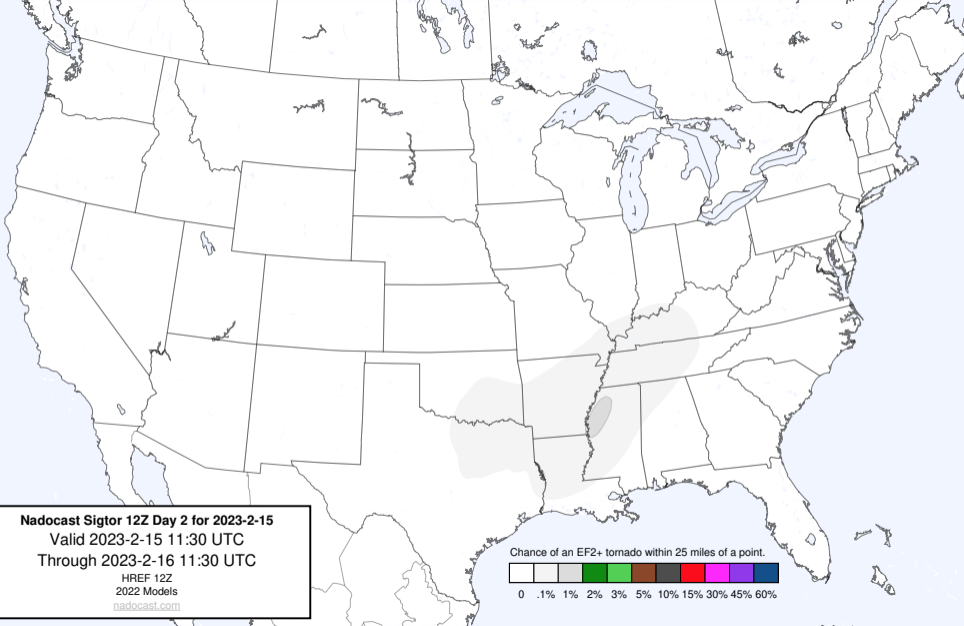 Nadocast Sigtor 12Z Day 2 for 2023-2-15
Valid 2023-2-15 11:30 UTC
Through 2023-2-16 11:30 UTC
HREF 12Z
2022 Models
nadocast.com
Chance of an EF2+ tornado within 25 miles of a point.
0 .1% 1% 2% 3% 5% 10% 15% 30% 45% 60%